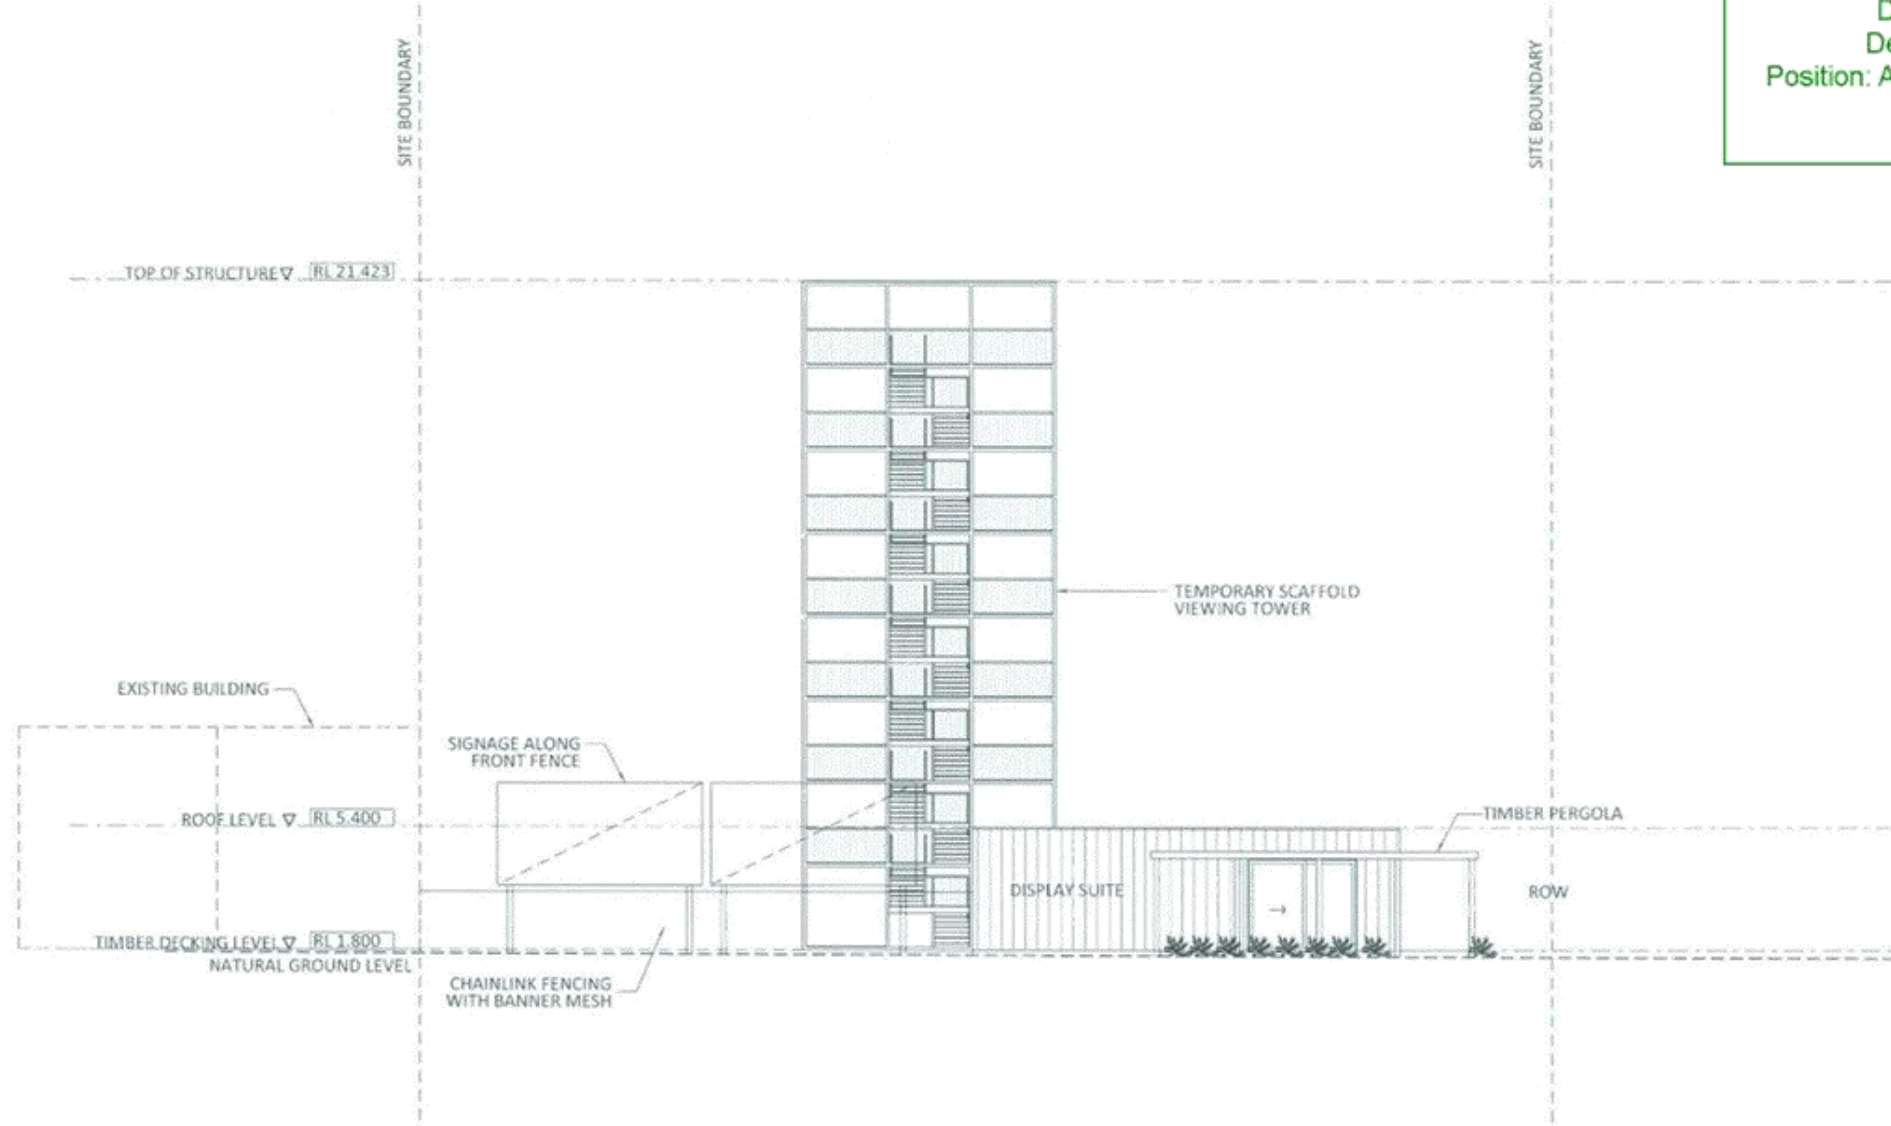 SITE BOUNDARY
SITE BOUNDARY
Position: A
TOP OF STRUCTURE
RL 21.423
TEMPORARY SCAFFOLD
VIEWING TOWER
EXISTING BUILDING
SIGNAGE ALONG
FRONT FENCE
ROOF LEVEL
RL 5.400
TIMBER PERGOLA
DISPLAY SUITE
ROW
TIMBER DECKING LEVEL
RL 1.800
NATURAL GROUND LEVEL
CHAINLINK FENCING
WITH BANNER MESH